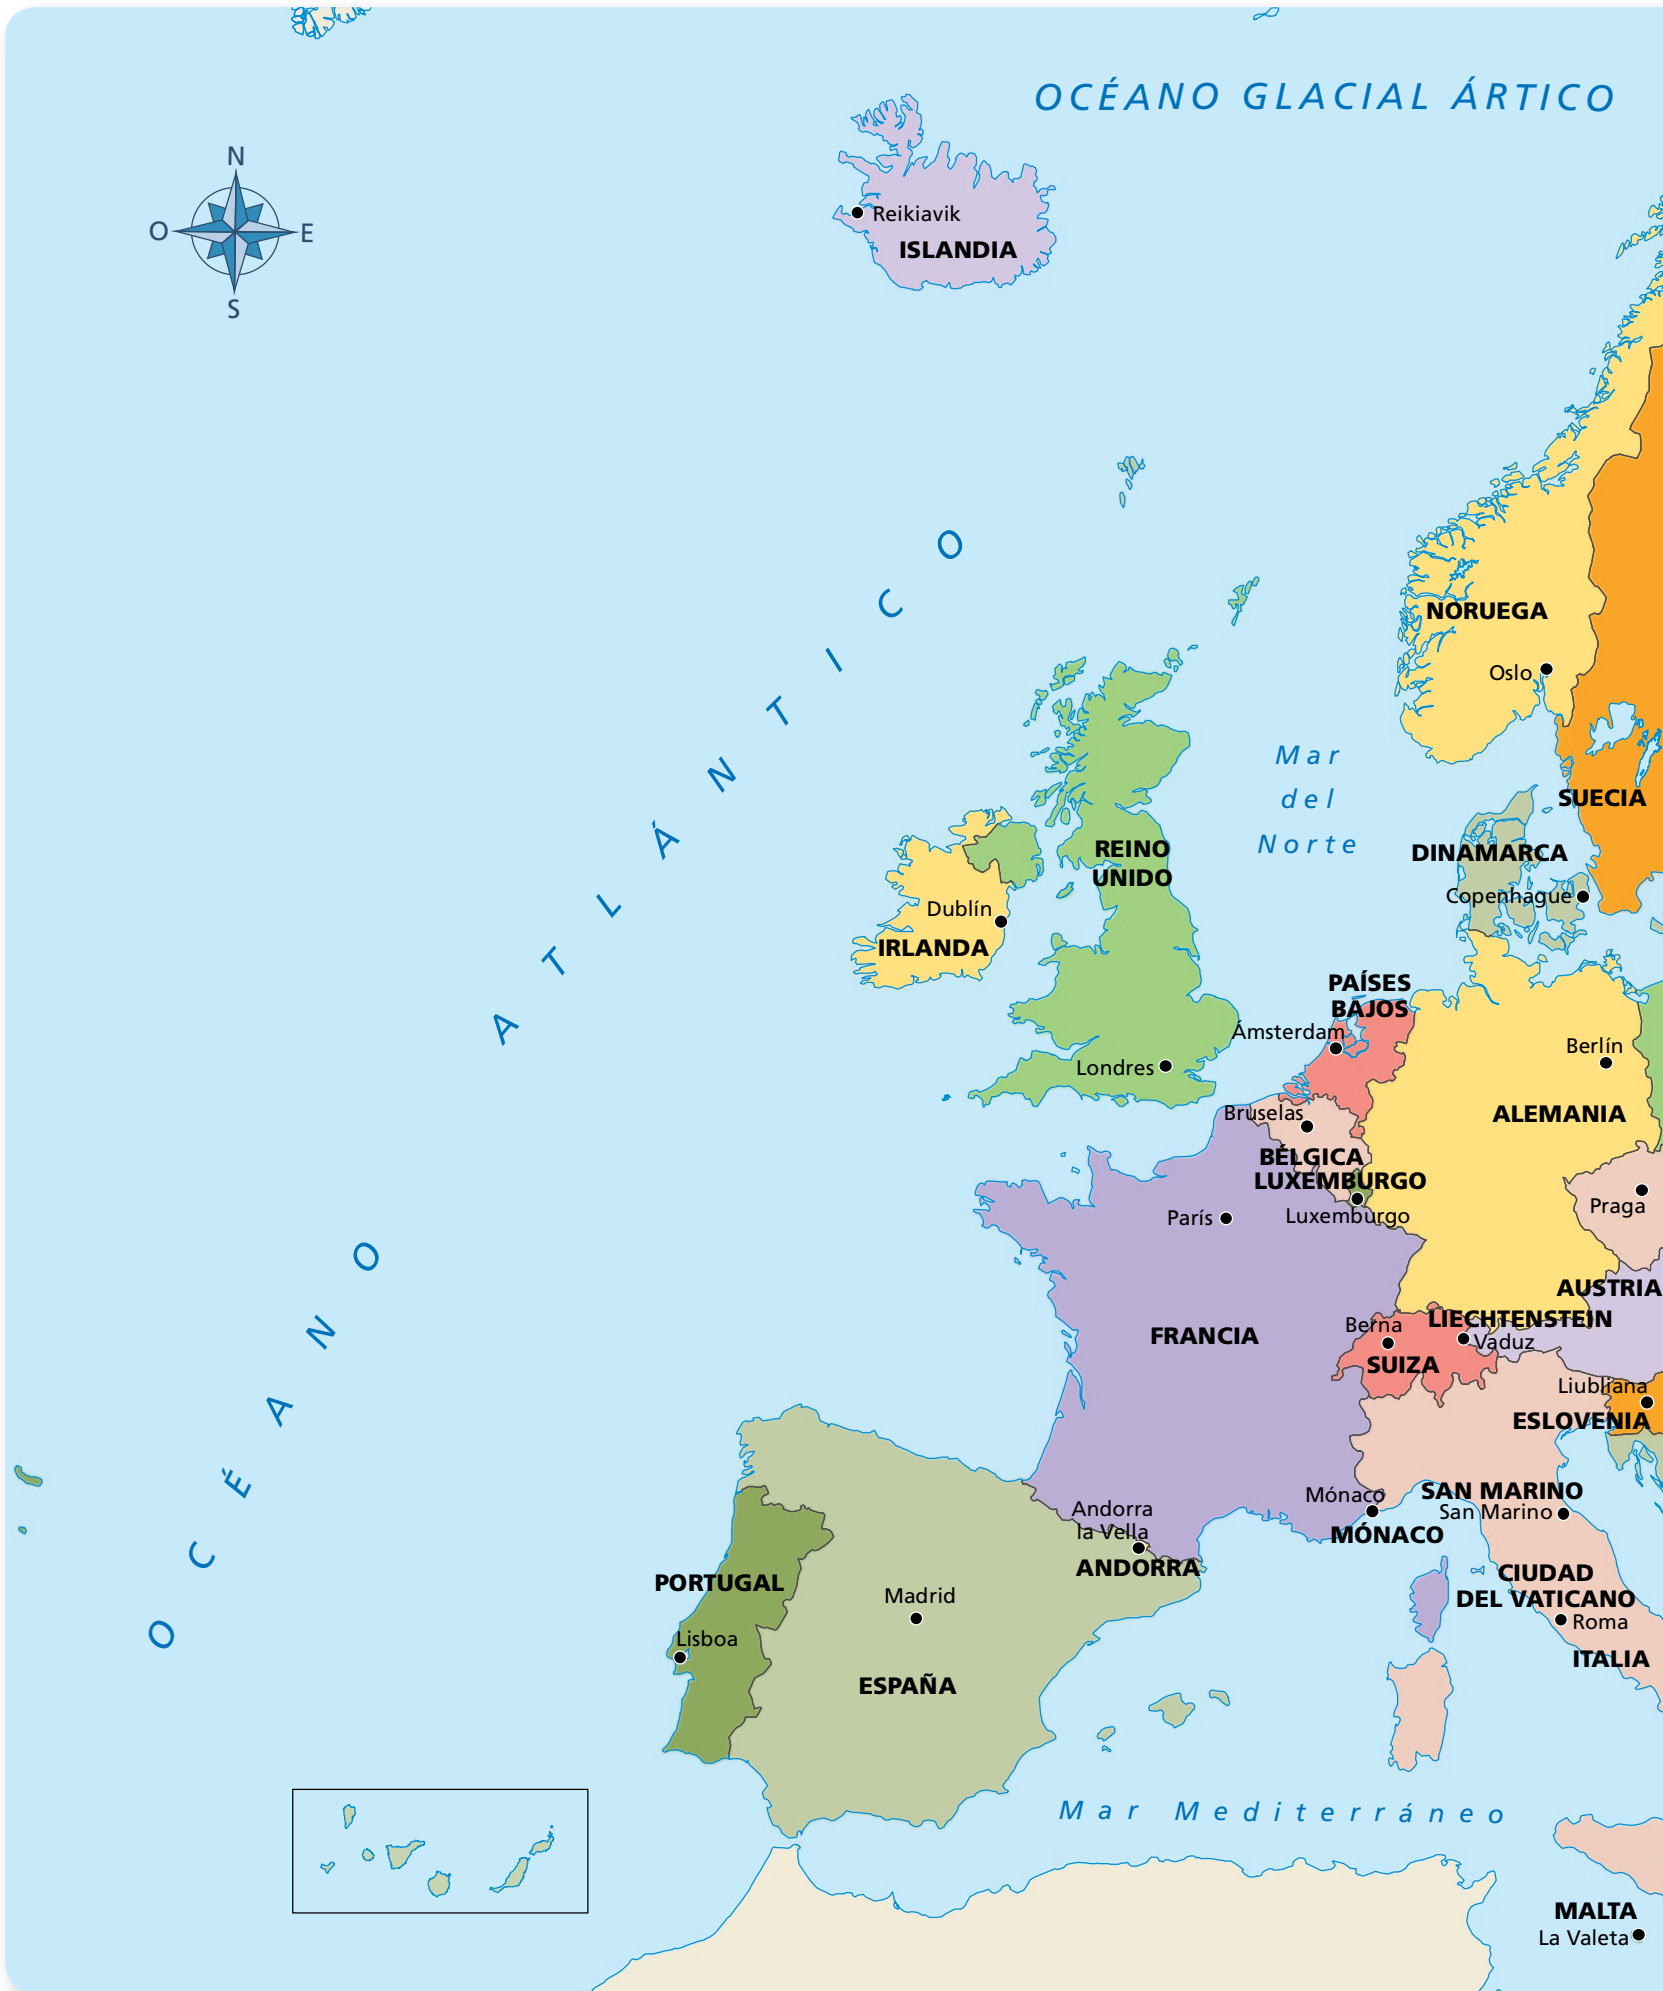 OCÉANO GLACIAL ÁRTICO
N
O
E
S
Reikiavik
ISLANDIA
OCÉANO ATLÁNTICO
NORUEGA
Oslo
Mar
del
Norte
SUECIA
DINAMARCA
Copenhague
REINO
UNIDO
Dublín
IRLANDA
Londres
PAÍSES
BAJOS
Ámsterdam
Berlín
ALEMANIA
Bruselas
BÉLGICA
LUXEMBURGO
Luxemburgo
París
Praga
AUSTRIA
FRANCIA
Berna
LIECHTENSTEIN
Vaduz
SUIZA
Liubliana
ESLOVENIA
SAN MARINO
San Marino
Mónaco
MÓNACO
Andorra
la Vella
ANDORRA
PORTUGAL
Lisboa
Madrid
ESPAÑA
CIUDAD
DEL VATICANO
Roma
ITALIA
Mar Mediterráneo
MALTA
La Valeta